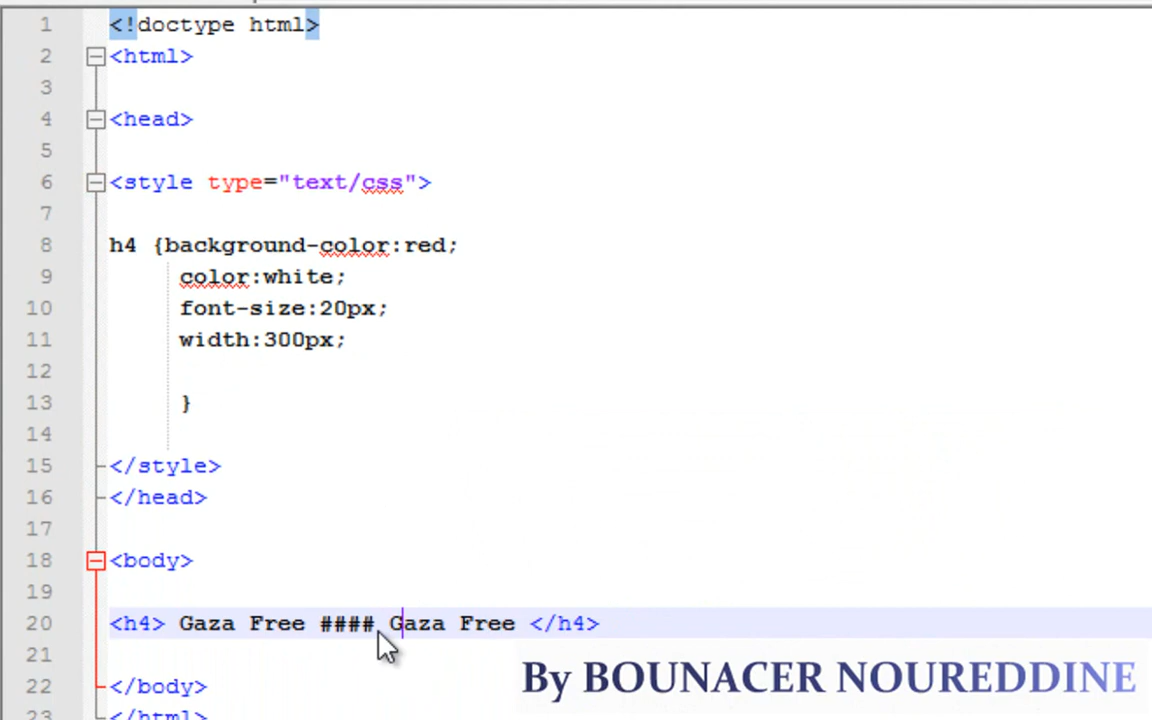 1 <!doctype html>
2 <html>
3
4 <head>
5
6 <style type="text/css">
7
8 h4 {background-color:red;
9 color:white;
10 font-size:20px;
11 width:300px;
12
13 }
14
15 </style>
16 </head>
17
18 <body>
19
20 <h4> Gaza Free #### Gaza Free </h4>
21
22 </body>
23 </html>
By BOUNACER NOUREDDINE